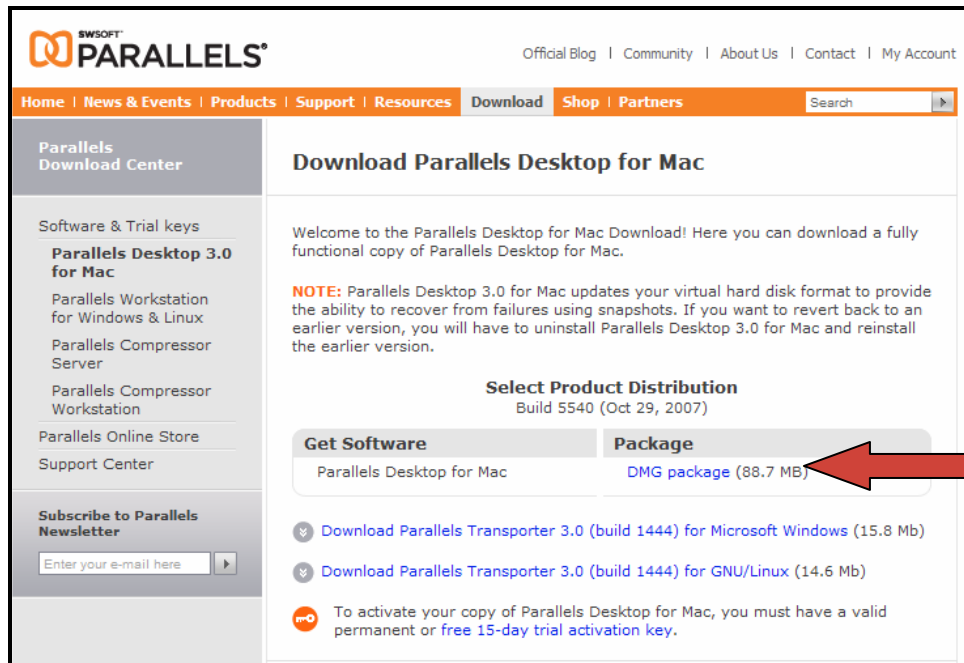 SWSOFT™
PARALLELS®
Official Blog | Community | About Us | Contact | My Account
Home | News & Events | Products | Support | Resources Download Shop | Partners Search
Parallels
Download Center
Software & Trial keys
Parallels Desktop 3.0
for Mac
Parallels Workstation
for Windows & Linux
Parallels Compressor
Server
Parallels Compressor
Workstation
Parallels Online Store
Support Center
Subscribe to Parallels
Newsletter
Enter your e-mail here
Download Parallels Desktop for Mac
Welcome to the Parallels Desktop for Mac Download! Here you can download a fully
functional copy of Parallels Desktop for Mac.
NOTE: Parallels Desktop 3.0 for Mac updates your virtual hard disk format to provide
the ability to recover from failures using snapshots. If you want to revert back to an
earlier version, you will have to uninstall Parallels Desktop 3.0 for Mac and reinstall
the earlier version.
Select Product Distribution
Build 5540 (Oct 29, 2007)
Get Software Package
Parallels Desktop for Mac DMG package (88.7 MB)
Download Parallels Transporter 3.0 (build 1444) for Microsoft Windows (15.8 Mb)
Download Parallels Transporter 3.0 (build 1444) for GNU/Linux (14.6 Mb)
To activate your copy of Parallels Desktop for Mac, you must have a valid
permanent or free 15-day trial activation key.